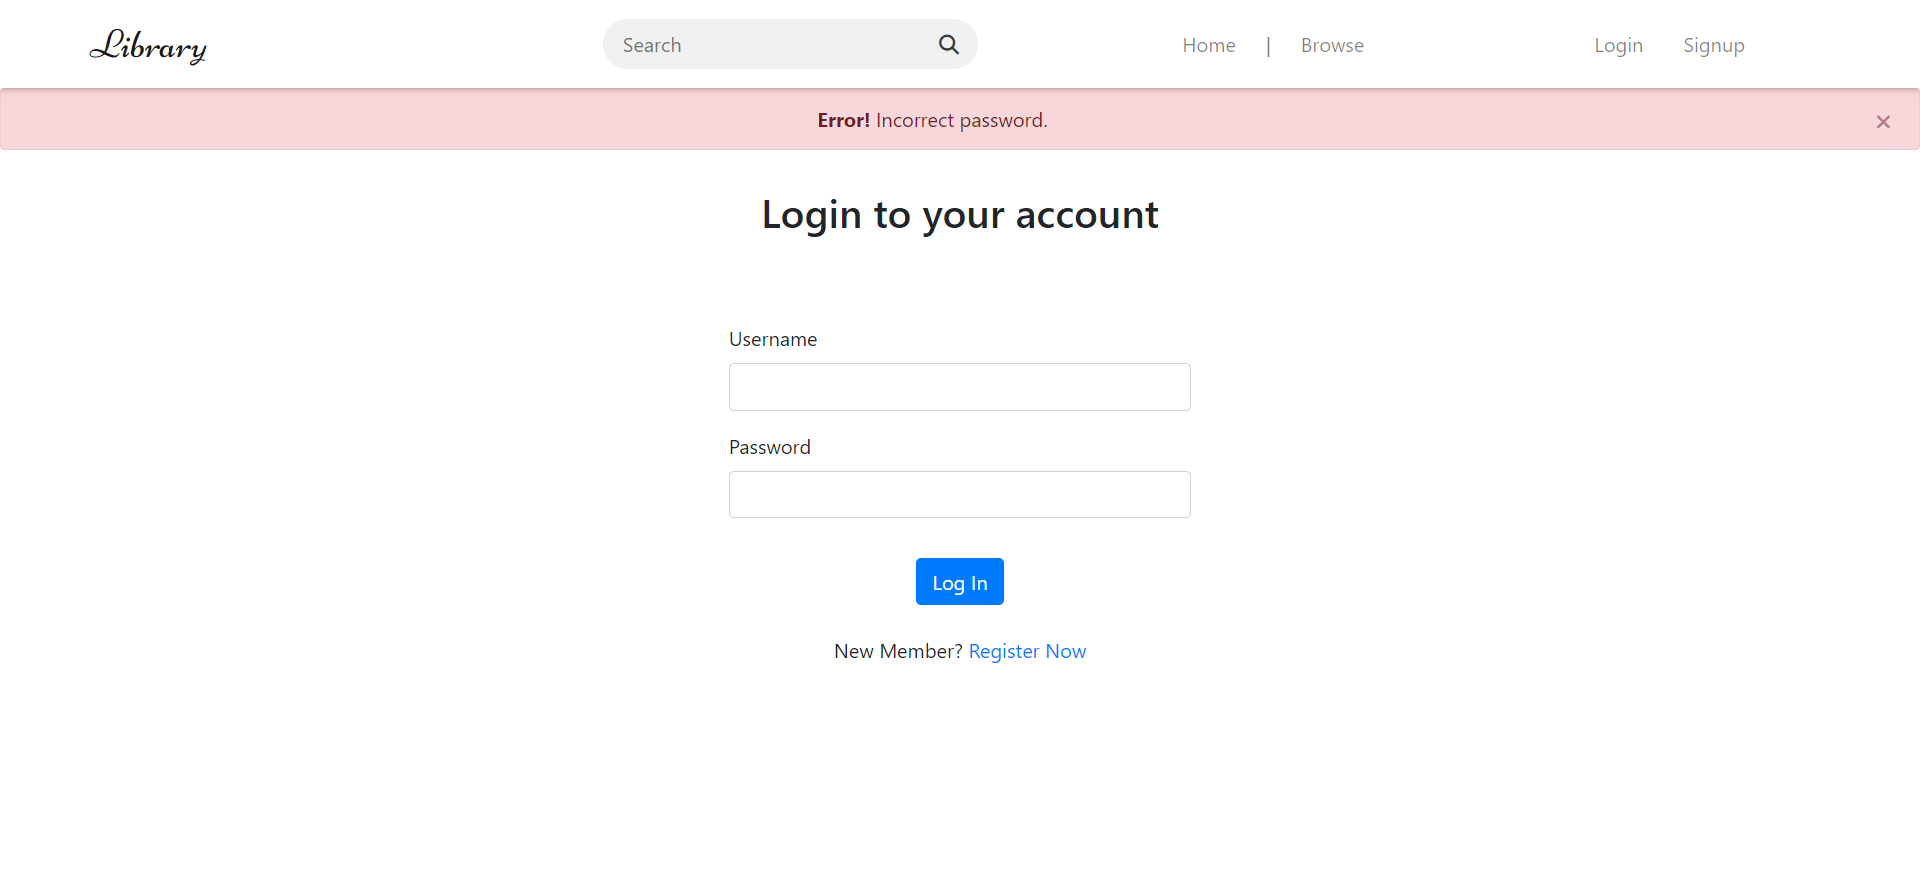 Library
Search
Home | Browse
Login Signup
Error! Incorrect password.
×
Login to your account
Username
Password
Log In
New Member? Register Now